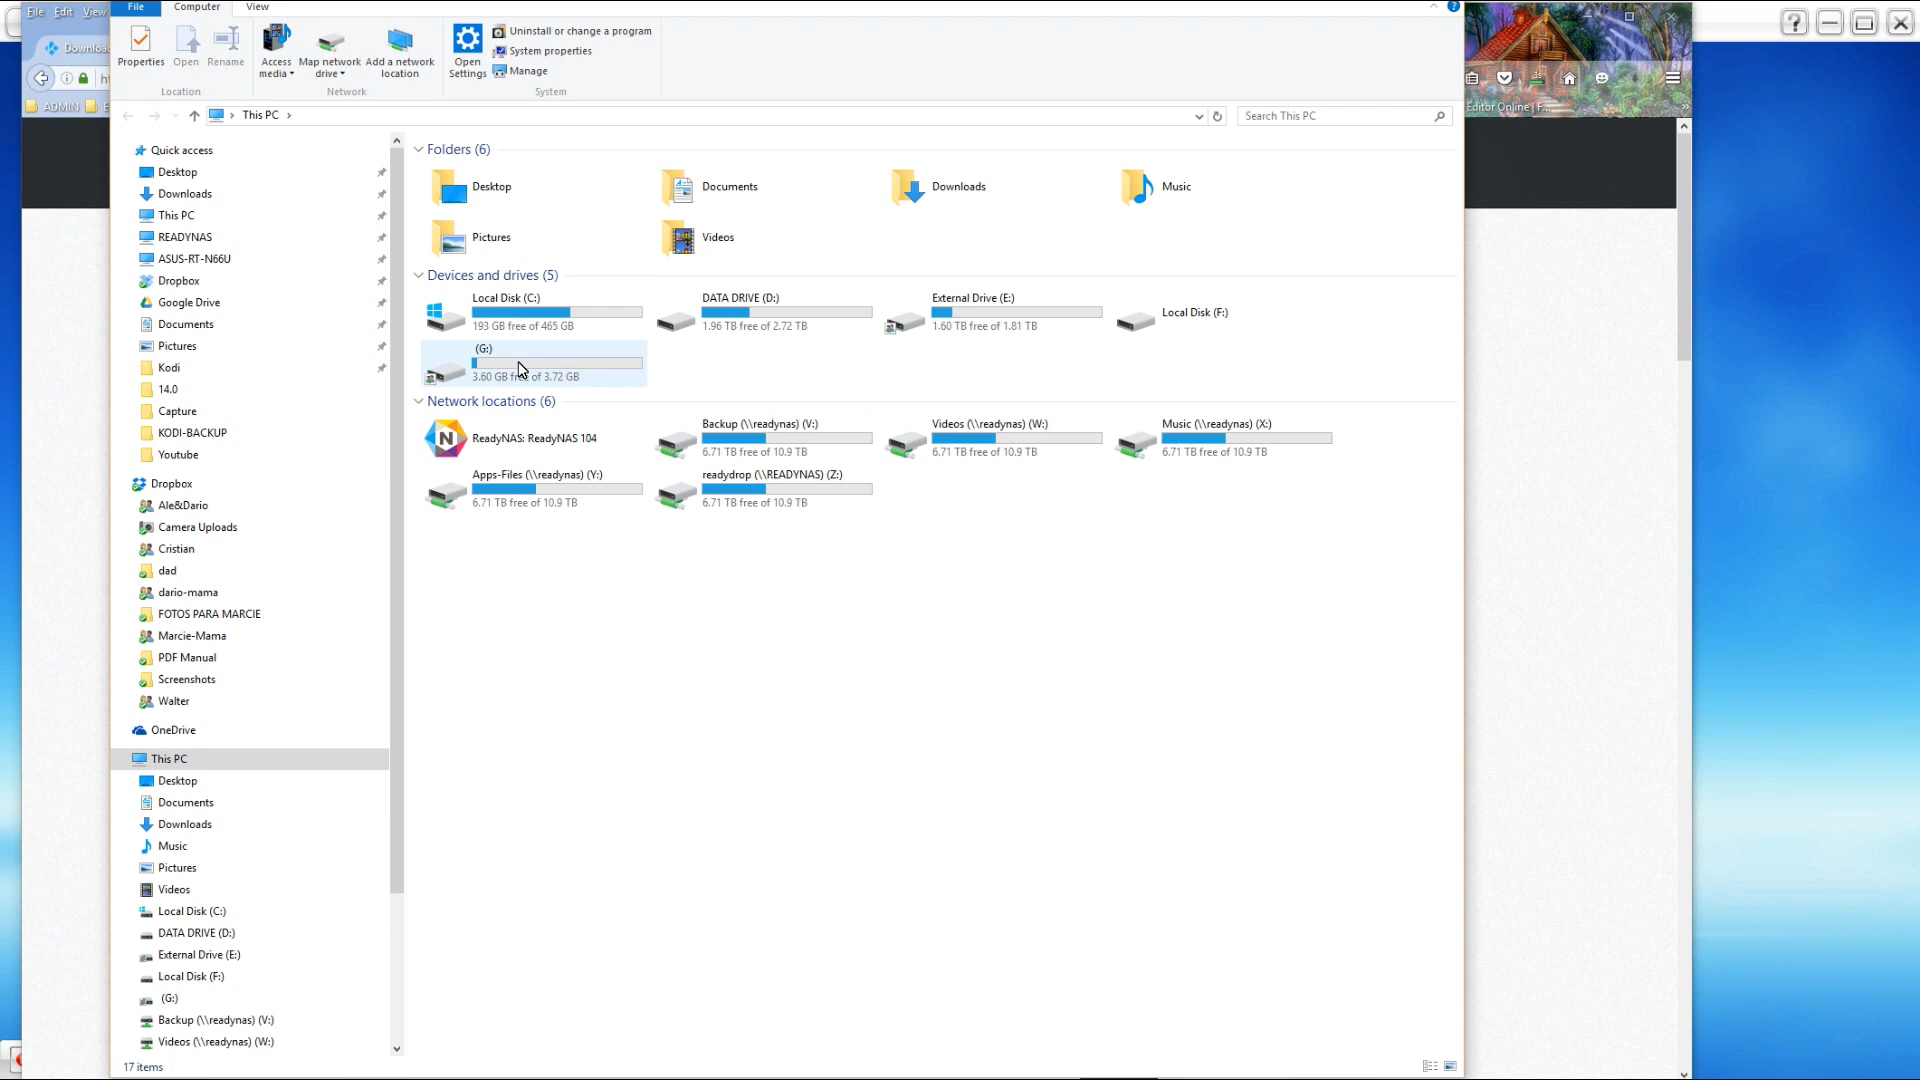 File Edit View
File Computer View
Downloa
Properties Open Rename
Access media
Map network drive
Add a network location
Open Settings
Uninstall or change a program
System properties
Manage
Location Network System
ADMIN
Editor Online | F...
This PC
Search This PC
Quick access
Desktop
Downloads
This PC
READYNAS
ASUS-RT-N66U
Dropbox
Google Drive
Documents
Pictures
Kodi
14.0
Capture
KODI-BACKUP
Youtube
Dropbox
Ale&Dario
Camera Uploads
Cristian
dad
dario-mama
FOTOS PARA MARCIE
Marcie-Mama
PDF Manual
Screenshots
Walter
OneDrive
This PC
Desktop
Documents
Downloads
Music
Pictures
Videos
Local Disk (C:)
DATA DRIVE (D:)
External Drive (E:)
Local Disk (F:)
(G:)
Backup (\\readynas) (V:)
Videos (\\readynas) (W:)
17 items
Folders (6)
Desktop Documents Downloads Music
Pictures Videos
Devices and drives (5)
Local Disk (C:) DATA DRIVE (D:) External Drive (E:) Local Disk (F:)
193 GB free of 465 GB 1.96 TB free of 2.72 TB 1.60 TB free of 1.81 TB
(G:)
3.60 GB free of 3.72 GB
Network locations (6)
ReadyNAS: ReadyNAS 104
Backup (\\readynas) (V:) Videos (\\readynas) (W:) Music (\\readynas) (X:)
6.71 TB free of 10.9 TB 6.71 TB free of 10.9 TB 6.71 TB free of 10.9 TB
Apps-Files (\\readynas) (Y:) readydrop (\\READYNAS) (Z:)
6.71 TB free of 10.9 TB 6.71 TB free of 10.9 TB